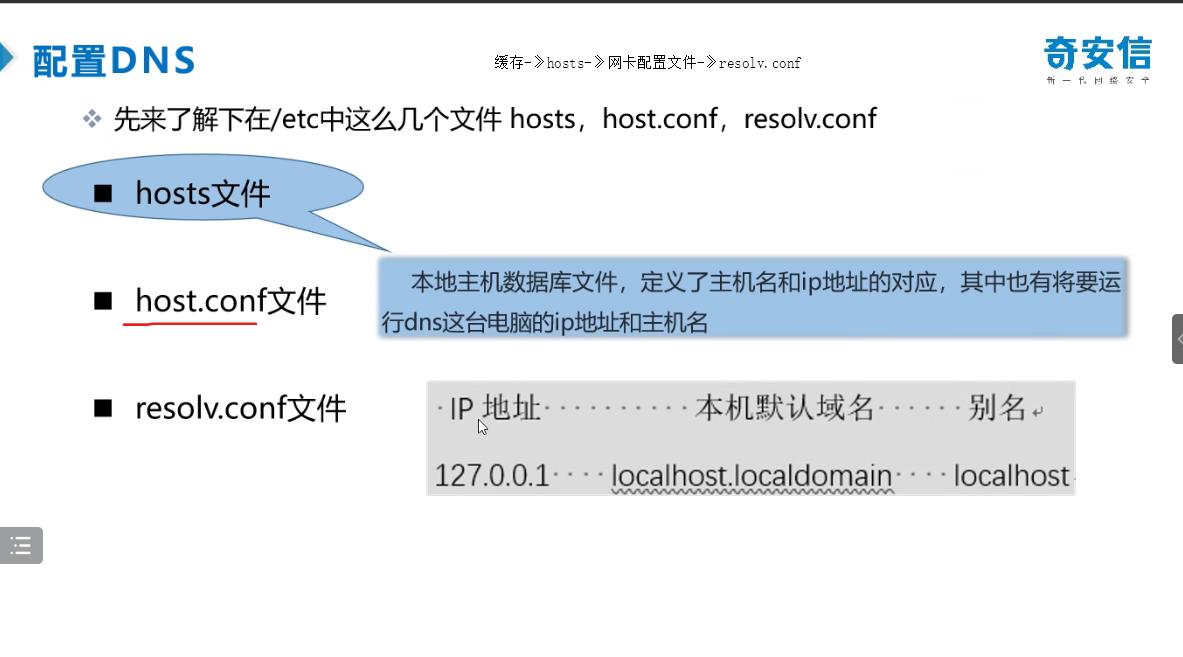 配置DNS
缓存-》hosts-》网卡配置文件-》resolv.conf
奇安信
新一代网络安全
先来了解下在/etc中这么几个文件 hosts，host.conf，resolv.conf
hosts文件
本地主机数据库文件，定义了主机名和ip地址的对应，其中也有将要运
行dns这台电脑的ip地址和主机名
host.conf文件
resolv.conf文件
IP 地址 本机默认域名 别名
127.0.0.1 localhost.localdomain localhost